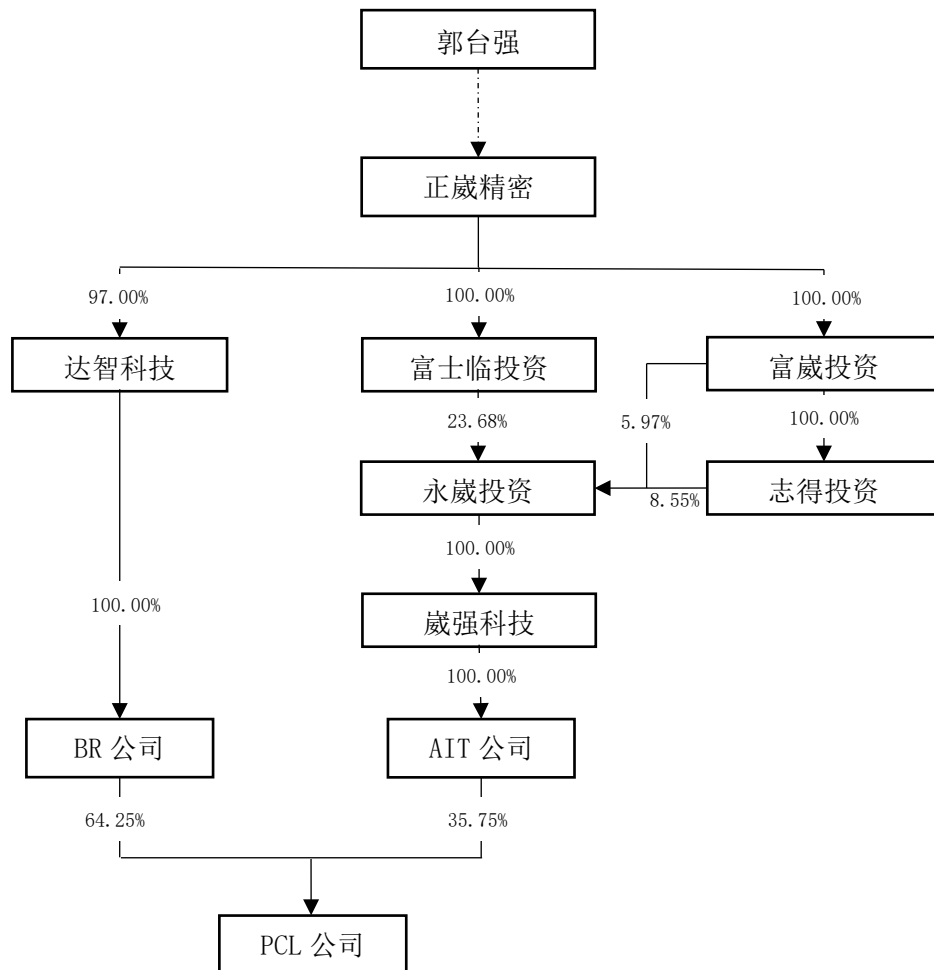 郭台强
正崴精密
97.00%
100.00%
100.00%
达智科技
富士临投资
富崴投资
23.68%
5.97%
100.00%
永崴投资
8.55%
志得投资
100.00%
100.00%
崴强科技
100.00%
BR 公司
AIT 公司
64.25%
35.75%
PCL 公司